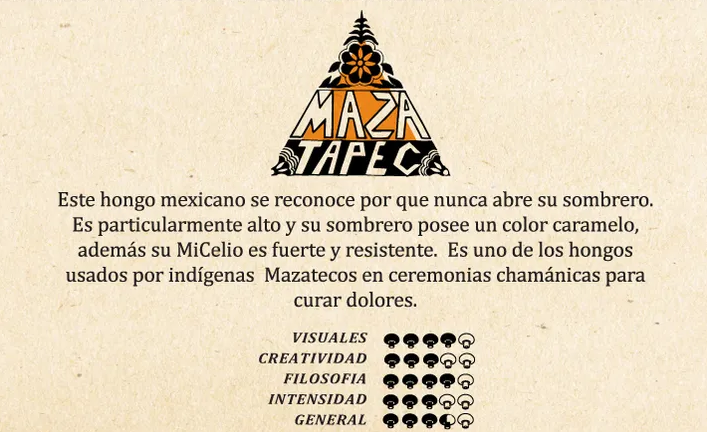 MAZA
TAPEC
Este hongo mexicano se reconoce por que nunca abre su sombrero.
Es particularmente alto y su sombrero posee un color caramelo,
además su MiCelio es fuerte y resistente. Es uno de los hongos
usados por indígenas Mazatecos en ceremonias chamánicas para
curar dolores.
VISUALES
CREATIVIDAD
FILOSOFIA
INTENSIDAD
GENERAL